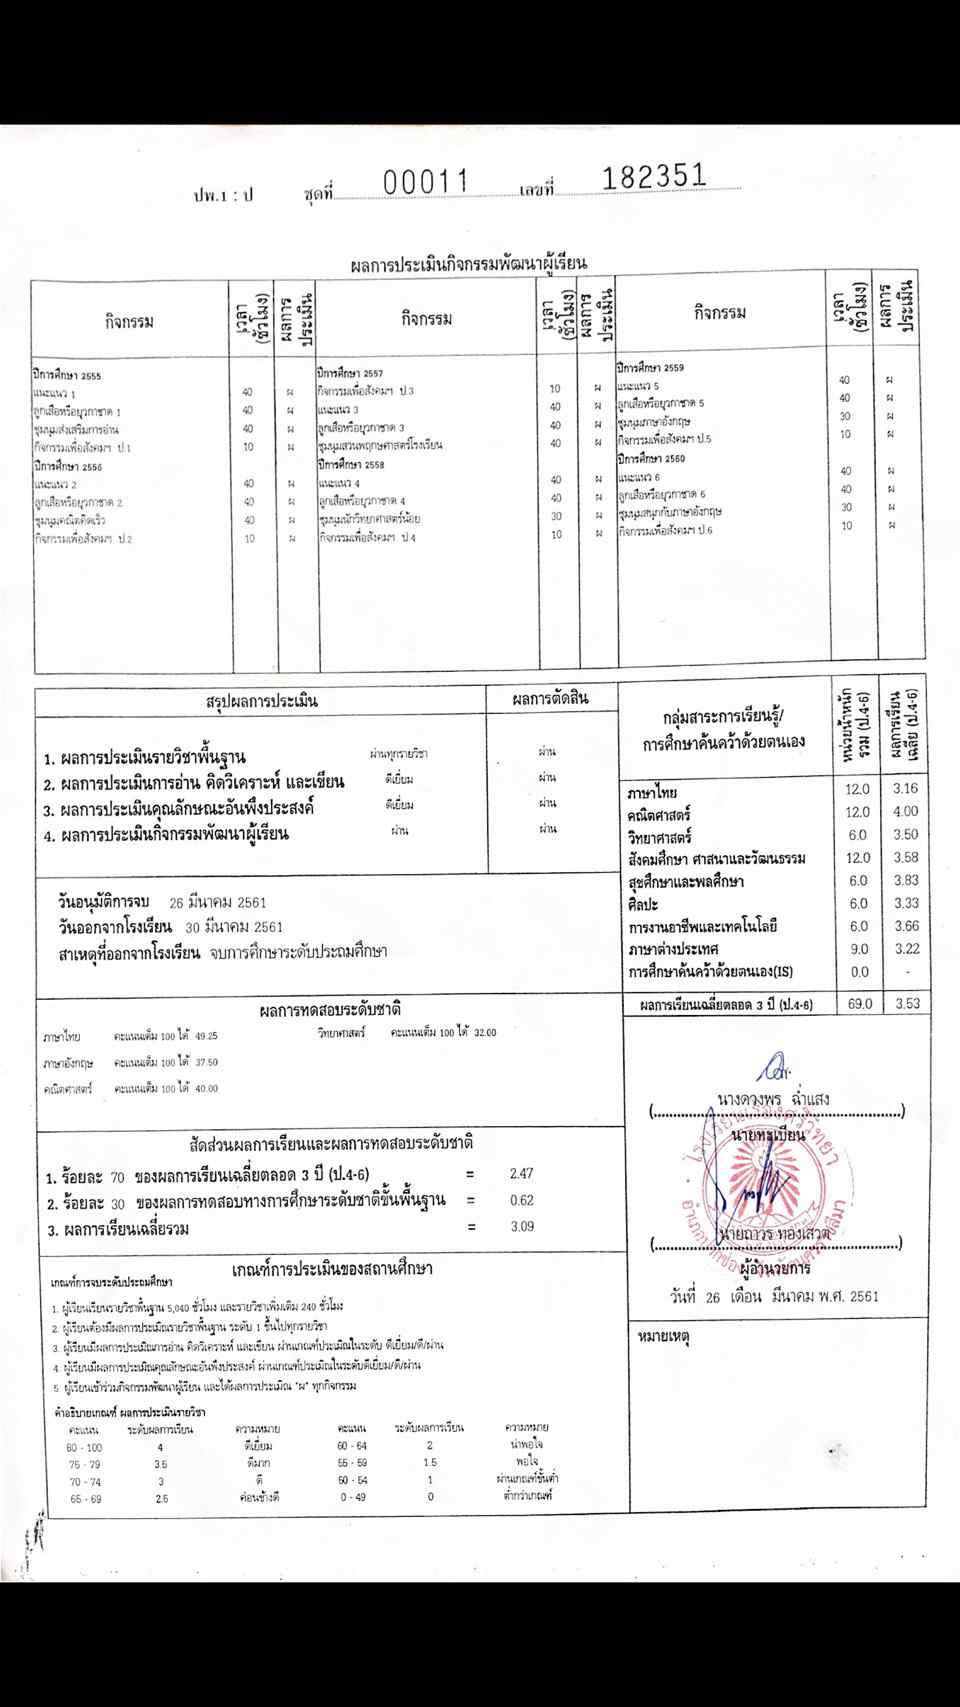 ปพ.1 : ป ชุดที่ 00011 เลขที่ 182351
ผลการประเมินกิจกรรมพัฒนาผู้เรียน
กิจกรรม เวลา (ชั่วโมง) ผลการประเมิน กิจกรรม เวลา (ชั่วโมง) ผลการประเมิน กิจกรรม เวลา (ชั่วโมง) ผลการประเมิน
ปีการศึกษา 2555
แนะแนว 1 40 ผ
ลูกเสือหรือยุวกาชาด 1 40 ผ
ชุมนุมส่งเสริมการอ่าน 40 ผ
กิจกรรมเพื่อสังคมฯ ป.1 10 ผ
ปีการศึกษา 2556
แนะแนว 2 40 ผ
ลูกเสือหรือยุวกาชาด 2 40 ผ
ชุมนุมคณิตคิดเร็ว 40 ผ
กิจกรรมเพื่อสังคมฯ ป.2 10 ผ
ปีการศึกษา 2557
กิจกรรมเพื่อสังคมฯ ป.3 10 ผ
แนะแนว 3 40 ผ
ลูกเสือหรือยุวกาชาด 3 40 ผ
ชุมนุมสวนพฤกษศาสตร์โรงเรียน 40 ผ
ปีการศึกษา 2558
แนะแนว 4 40 ผ
ลูกเสือหรือยุวกาชาด 4 40 ผ
ชุมนุมนักวิทยาศาสตร์น้อย 30 ผ
กิจกรรมเพื่อสังคมฯ ป.4 10 ผ
ปีการศึกษา 2559
แนะแนว 5 40 ผ
ลูกเสือหรือยุวกาชาด 5 40 ผ
ชุมนุมภาษาอังกฤษ 30 ผ
กิจกรรมเพื่อสังคมฯ ป.5 10 ผ
ปีการศึกษา 2560
แนะแนว 6 40 ผ
ลูกเสือหรือยุวกาชาด 6 40 ผ
ชุมนุมสนุกกับภาษาอังกฤษ 30 ผ
กิจกรรมเพื่อสังคมฯ ป.6 10 ผ
สรุปผลการประเมิน ผลการตัดสิน
1. ผลการประเมินรายวิชาพื้นฐาน ผ่านทุกรายวิชา ผ่าน
2. ผลการประเมินการอ่าน คิดวิเคราะห์ และเขียน ดีเยี่ยม ผ่าน
3. ผลการประเมินคุณลักษณะอันพึงประสงค์ ดีเยี่ยม ผ่าน
4. ผลการประเมินกิจกรรมพัฒนาผู้เรียน ผ่าน ผ่าน
วันอนุมัติการจบ 26 มีนาคม 2561
วันออกจากโรงเรียน 30 มีนาคม 2561
สาเหตุที่ออกจากโรงเรียน จบการศึกษาระดับประถมศึกษา
ผลการทดสอบระดับชาติ
ภาษาไทย คะแนนเต็ม 100 ได้ 49.25 วิทยาศาสตร์ คะแนนเต็ม 100 ได้ 32.00
ภาษาอังกฤษ คะแนนเต็ม 100 ได้ 37.50
คณิตศาสตร์ คะแนนเต็ม 100 ได้ 40.00
สัดส่วนผลการเรียนและผลการทดสอบระดับชาติ
1. ร้อยละ 70 ของผลการเรียนเฉลี่ยตลอด 3 ปี (ป.4-6) = 2.47
2. ร้อยละ 30 ของผลการทดสอบทางการศึกษาระดับชาติขั้นพื้นฐาน = 0.62
3. ผลการเรียนเฉลี่ยรวม = 3.09
เกณฑ์การประเมินของสถานศึกษา
เกณฑ์การจบระดับประถมศึกษา
1. ผู้เรียนเรียนรายวิชาพื้นฐาน 5,040 ชั่วโมง และรายวิชาเพิ่มเติม 240 ชั่วโมง
2. ผู้เรียนต้องมีผลการประเมินรายวิชาพื้นฐาน ระดับ 1 ขึ้นไปทุกรายวิชา
3. ผู้เรียนมีผลการประเมินการอ่าน คิดวิเคราะห์ และเขียน ผ่านเกณฑ์ประเมินในระดับ ดีเยี่ยม/ดี/ผ่าน
4. ผู้เรียนมีผลการประเมินคุณลักษณะอันพึงประสงค์ ผ่านเกณฑ์ประเมินในระดับดีเยี่ยม/ดี/ผ่าน
5. ผู้เรียนเข้าร่วมกิจกรรมพัฒนาผู้เรียน และได้ผลการประเมิน "ผ" ทุกกิจกรรม
คำอธิบายเกณฑ์ ผลการประเมินรายวิชา
คะแนน ระดับผลการเรียน ความหมาย คะแนน ระดับผลการเรียน ความหมาย
80 - 100 4 ดีเยี่ยม 60 - 64 2 น่าพอใจ
75 - 79 3.5 ดีมาก 55 - 59 1.5 พอใจ
70 - 74 3 ดี 50 - 54 1 ผ่านเกณฑ์ขั้นต่ำ
65 - 69 2.5 ค่อนข้างดี 0 - 49 0 ต่ำกว่าเกณฑ์
กลุ่มสาระการเรียนรู้/การศึกษาค้นคว้าด้วยตนเอง หน่วยน้ำหนักรวม (ป.4-6) ผลการเรียนเฉลี่ย (ป.4-6)
ภาษาไทย 12.0 3.16
คณิตศาสตร์ 12.0 4.00
วิทยาศาสตร์ 6.0 3.50
สังคมศึกษา ศาสนาและวัฒนธรรม 12.0 3.58
สุขศึกษาและพลศึกษา 6.0 3.83
ศิลปะ 6.0 3.33
การงานอาชีพและเทคโนโลยี 6.0 3.66
ภาษาต่างประเทศ 9.0 3.22
การศึกษาค้นคว้าด้วยตนเอง(IS) 0.0 -
ผลการเรียนเฉลี่ยตลอด 3 ปี (ป.4-6) 69.0 3.53
นางดวงพร ฉ่ำแสง
นายทะเบียน
นายถาวร ทองเสวต
ผู้อำนวยการ
วันที่ 26 เดือน มีนาคม พ.ศ. 2561
หมายเหตุ